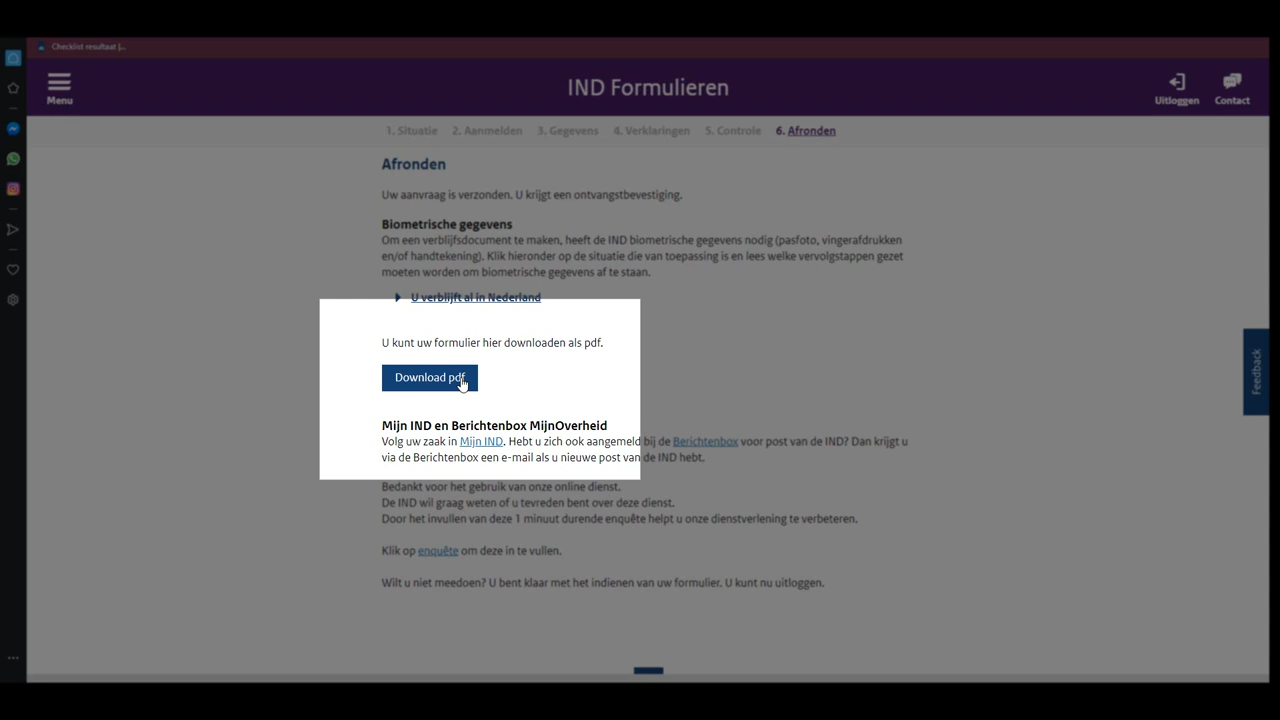 Checklist resultaat |...
Menu
IND Formulieren
Uitloggen
Contact
1. Situatie 2. Aanmelden 3. Gegevens 4. Verklaringen 5. Controle 6. Afronden
Afronden
Uw aanvraag is verzonden. U krijgt een ontvangstbevestiging.
Biometrische gegevens
Om een verblijfsdocument te maken, heeft de IND biometrische gegevens nodig (pasfoto, vingerafdrukken
en/of handtekening). Klik hieronder op de situatie die van toepassing is en lees welke vervolgstappen gezet
moeten worden om biometrische gegevens af te staan.
U verblijft al in Nederland
U kunt uw formulier hier downloaden als pdf.
Download pdf
Feedback
Mijn IND en Berichtenbox MijnOverheid
Volg uw zaak in Mijn IND. Hebt u zich ook aangemeld bij de Berichtenbox voor post van de IND? Dan krijgt u
via de Berichtenbox een e-mail als u nieuwe post van de IND hebt.
Bedankt voor het gebruik van onze online dienst.
De IND wil graag weten of u tevreden bent over deze dienst.
Door het invullen van deze 1 minuut durende enquête helpt u onze dienstverlening te verbeteren.
Klik op enquête om deze in te vullen.
Wilt u niet meedoen? U bent klaar met het indienen van uw formulier. U kunt nu uitloggen.